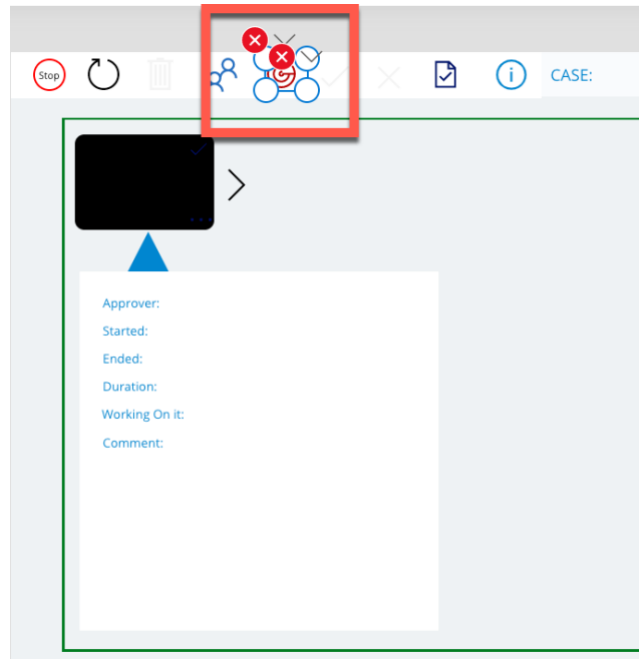 Stop
i
CASE:
Approver:
Started:
Ended:
Duration:
Working On it:
Comment: